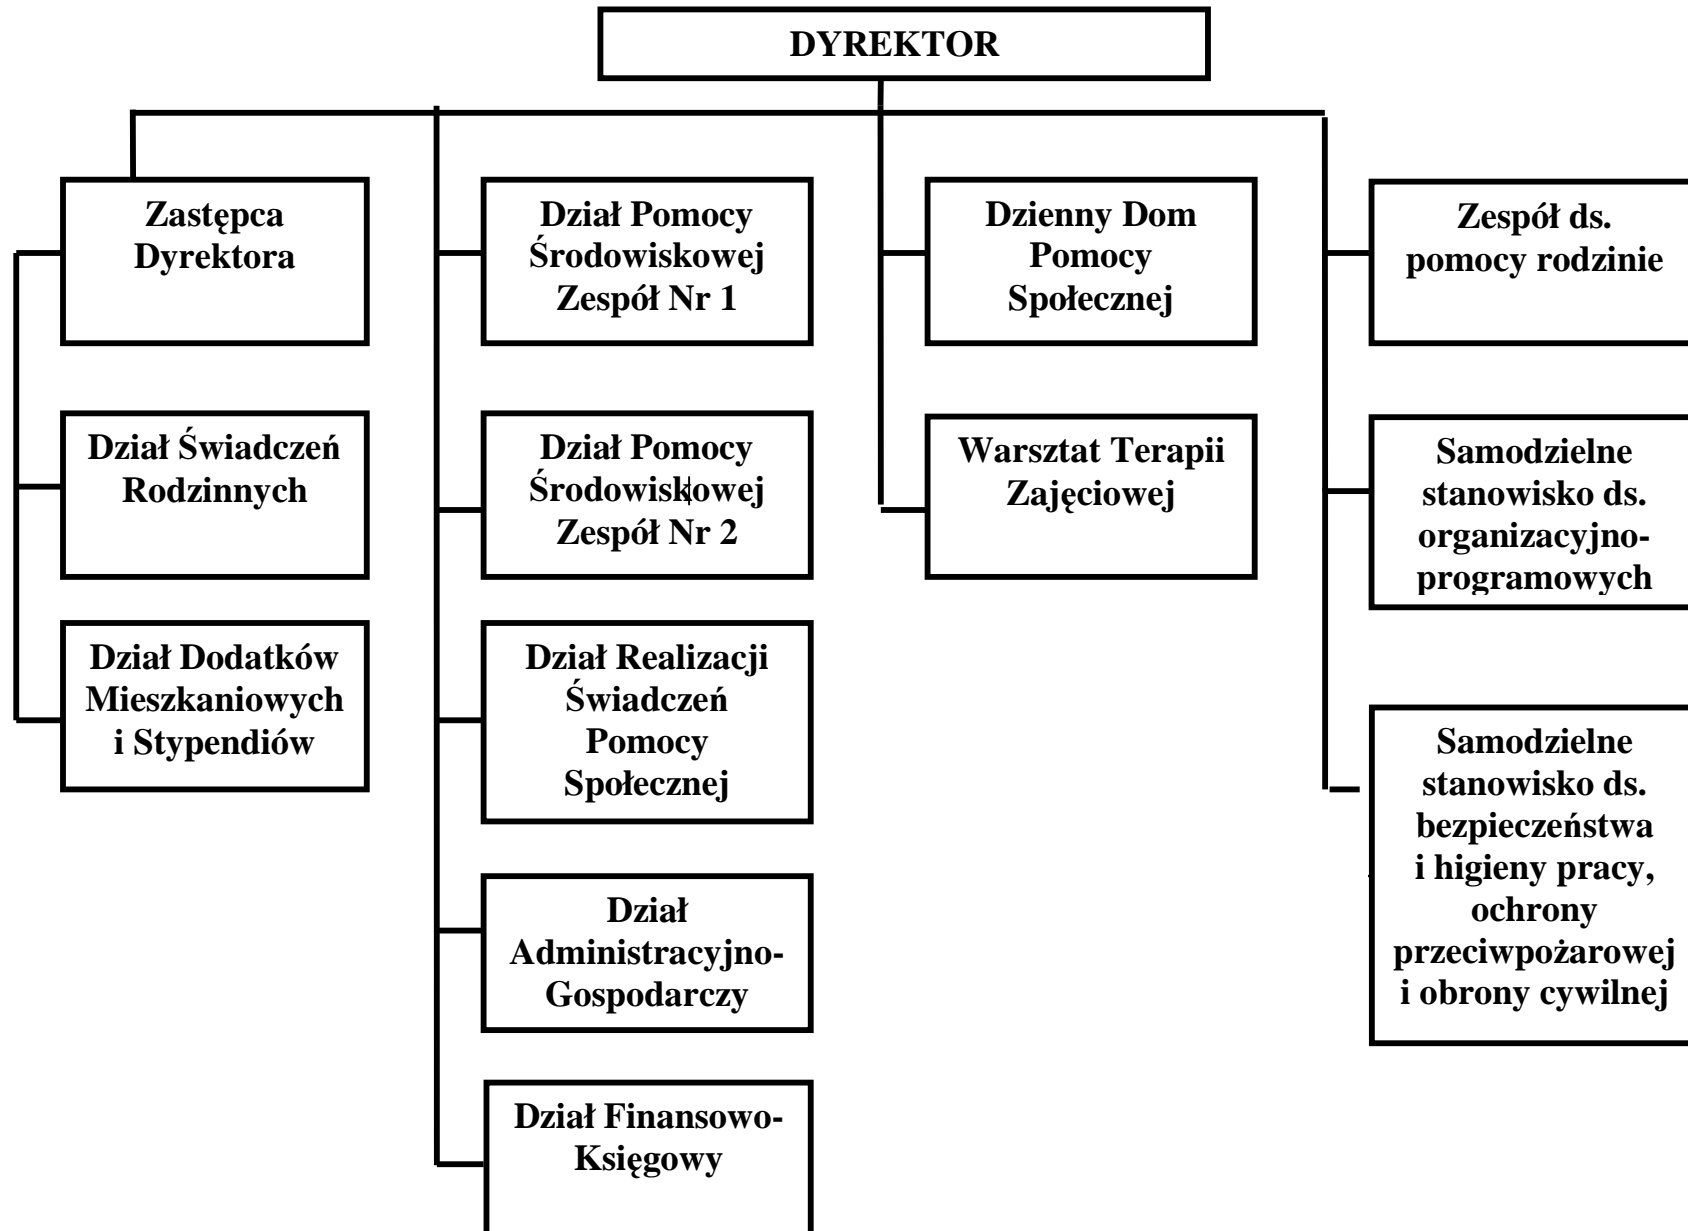 DYREKTOR
Zastępca
Dyrektora
Dział Świadczeń
Rodzinnych
Dział Dodatków
Mieszkaniowych
i Stypendiów
Dział Pomocy
Środowiskowej
Zespół Nr 1
Dział Pomocy
Środowiskowej
Zespół Nr 2
Dział Realizacji
Świadczeń
Pomocy
Społecznej
Dział
Administracyjno-
Gospodarczy
Dział Finansowo-
Księgowy
Dzienny Dom
Pomocy
Społecznej
Warsztat Terapii
Zajęciowej
Zespół ds.
pomocy rodzinie
Samodzielne
stanowisko ds.
organizacyjno-
programowych
Samodzielne
stanowisko ds.
bezpieczeństwa
i higieny pracy,
ochrony
przeciwpożarowej
i obrony cywilnej